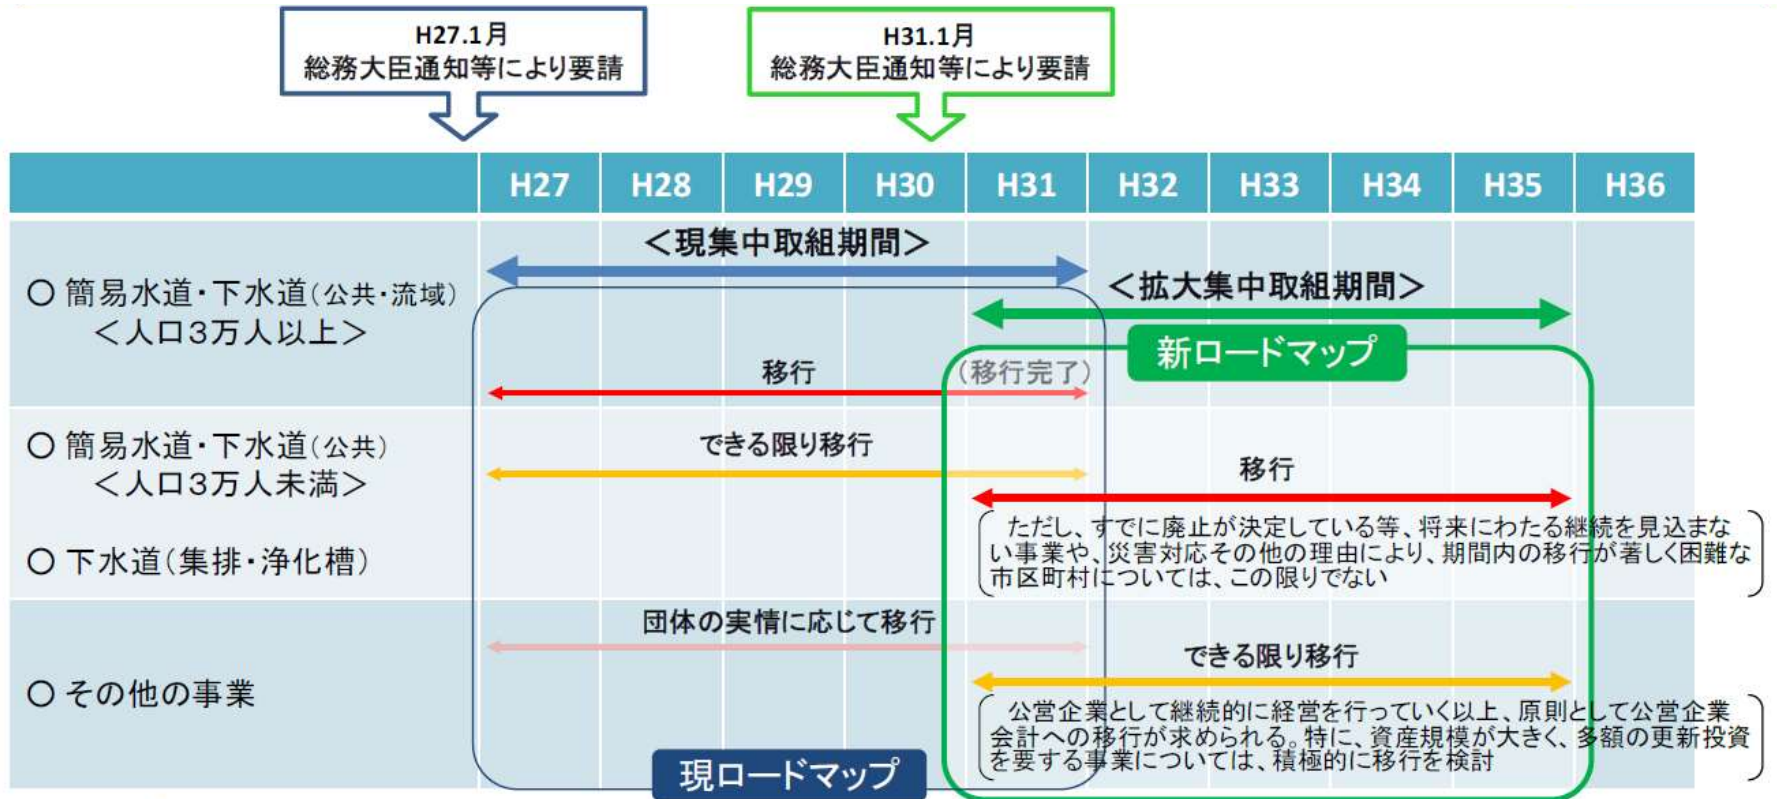 H27.1月
総務大臣通知等により要請
H31.1月
総務大臣通知等により要請
H27 H28 H29 H30 H31 H32 H33 H34 H35 H36
○ 簡易水道・下水道(公共・流域)
＜人口3万人以上＞
＜現集中取組期間＞
＜拡大集中取組期間＞
新ロードマップ
移行
(移行完了)
○ 簡易水道・下水道(公共)
＜人口3万人未満＞
○ 下水道(集排・浄化槽)
できる限り移行
移行
ただし、すでに廃止が決定している等、将来にわたる継続を見込まな
い事業や、災害対応その他の理由により、期間内の移行が著しく困難な
市区町村については、この限りでない
○ その他の事業
団体の実情に応じて移行
できる限り移行
公営企業として継続的に経営を行っていく以上、原則として公営企業
会計への移行が求められる。特に、資産規模が大きく、多額の更新投資
を要する事業については、積極的に移行を検討
現ロードマップ